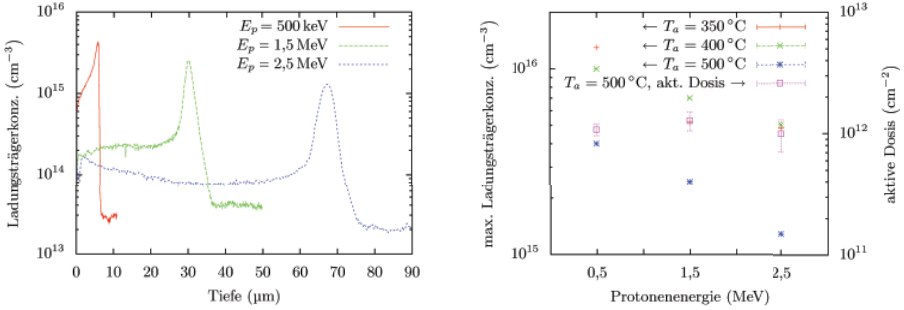 10^16
10^15
10^14
10^13
Ladungsträgerkonz. (cm^−3)
E_p = 500 keV
E_p = 1,5 MeV
E_p = 2,5 MeV
0 10 20 30 40 50 60 70 80 90
Tiefe (µm)
10^16
10^15
max. Ladungsträgerkonz. (cm^−3)
← T_a = 350 °C
← T_a = 400 °C
← T_a = 500 °C
T_a = 500 °C, akt. Dosis →
10^13
10^12
10^11
aktive Dosis (cm^−2)
0,5 1,5 2,5
Protonenenergie (MeV)